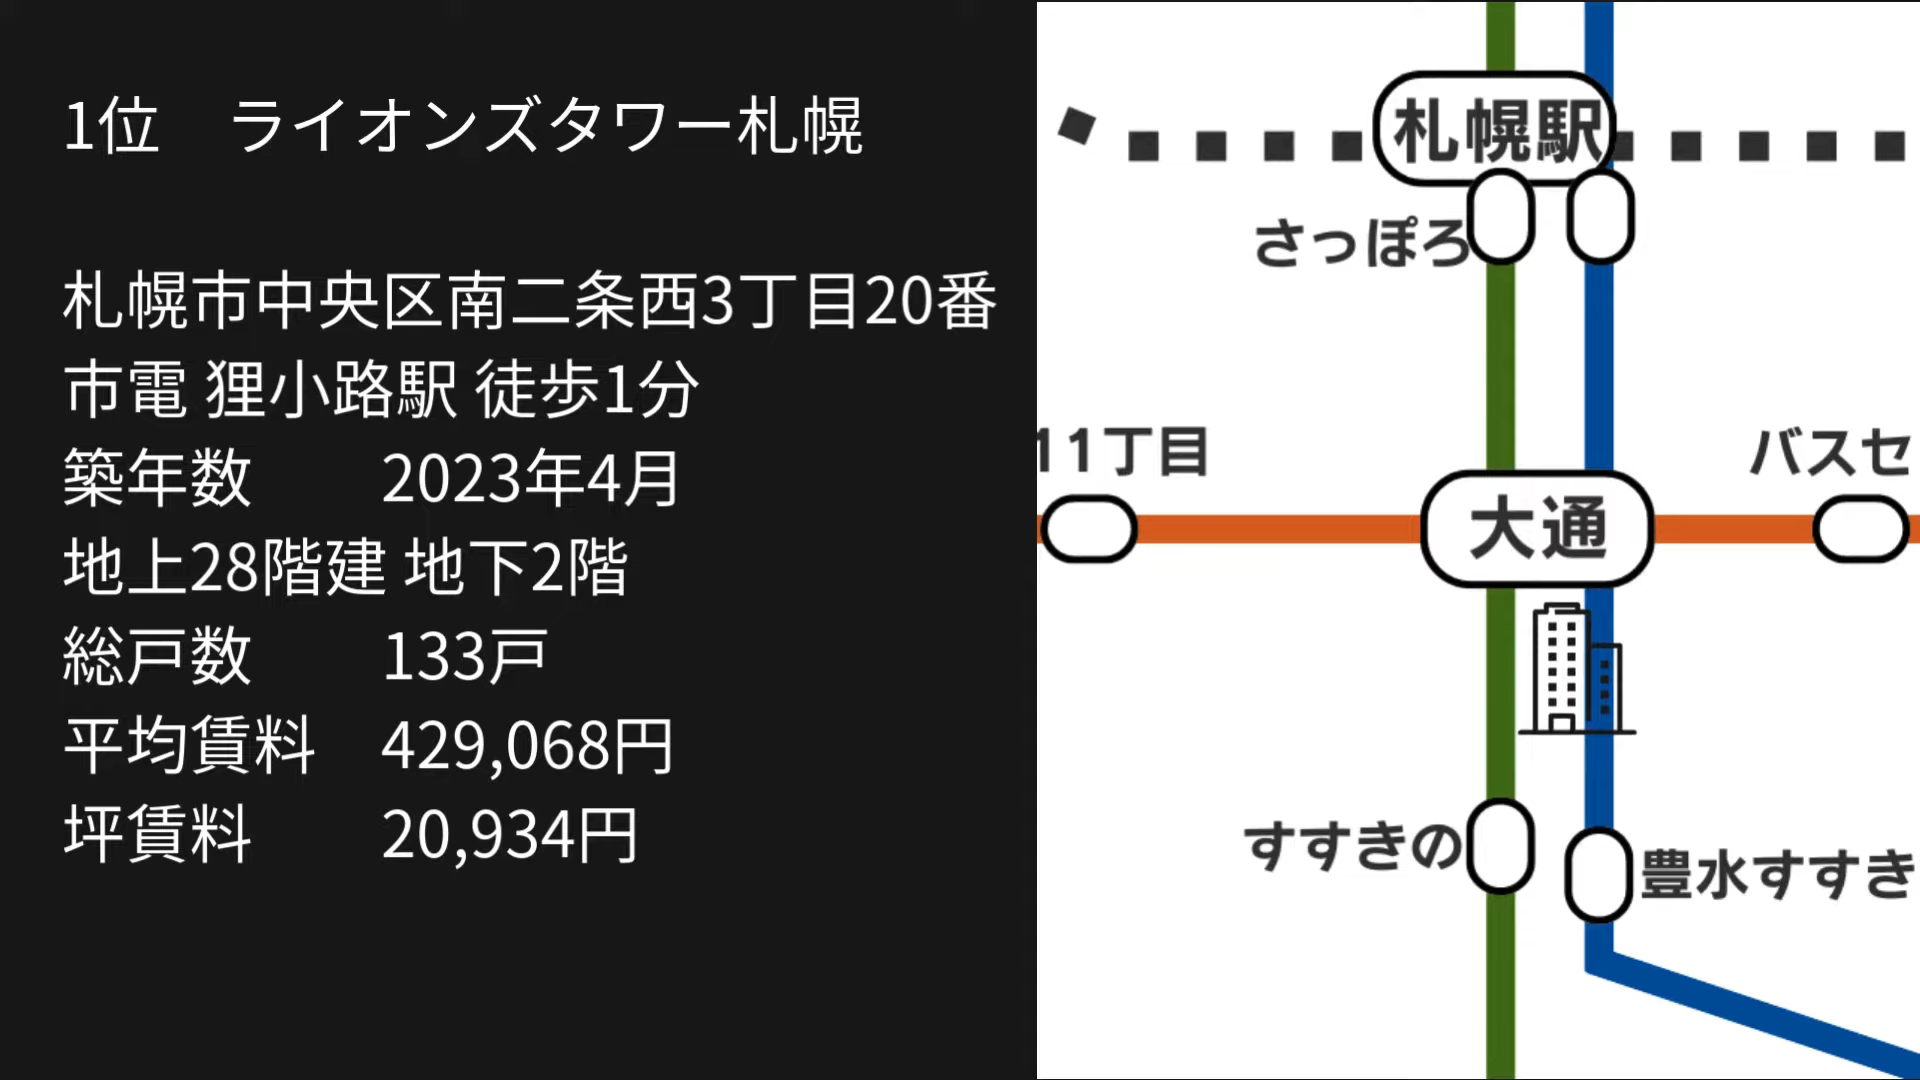 1位　ライオンズタワー札幌
札幌市中央区南二条西3丁目20番
市電 狸小路駅 徒歩1分
築年数　　2023年4月
地上28階建 地下2階
総戸数　　133戸
平均賃料　429,068円
坪賃料　　20,934円
札幌駅
さっぽろ
11丁目
バスセ
大通
すすきの
豊水すすき